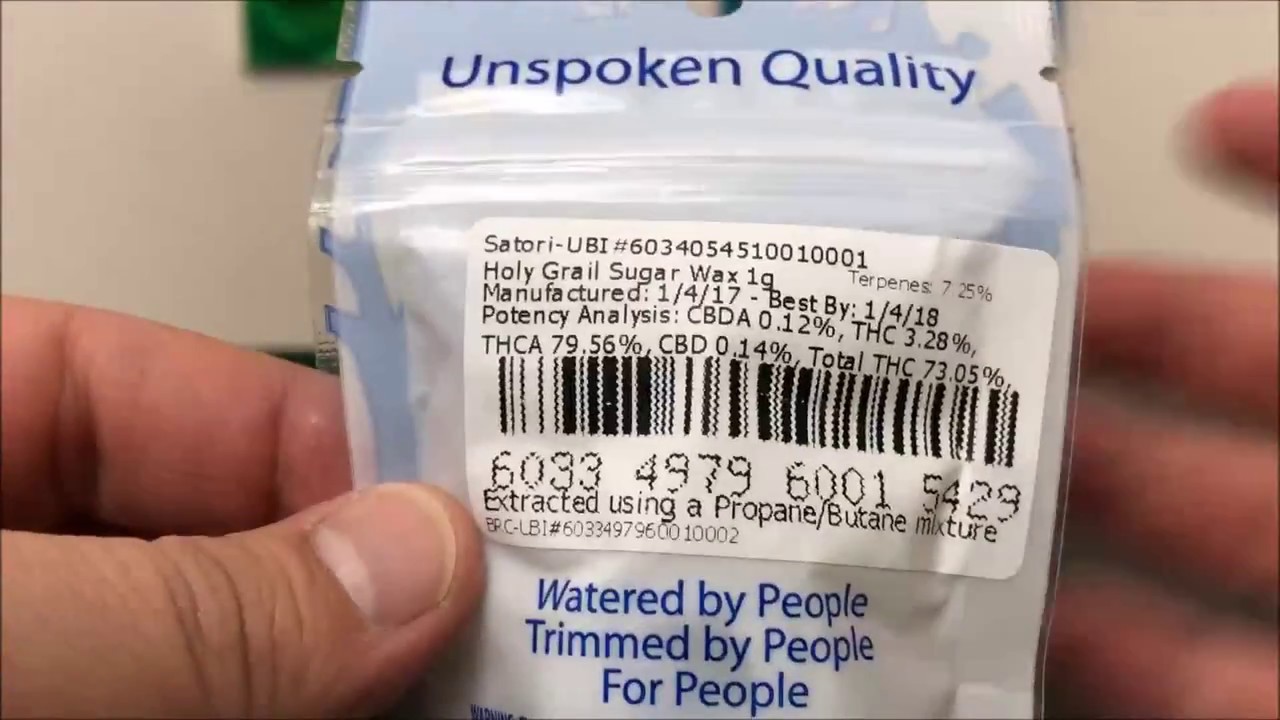 Unspoken Quality
Satori-UBI #6034054510010001
Holy Grail Sugar Wax 1g Terpenes: 7.25%
Manufactured: 1/4/17 - Best By: 1/4/18
Potency Analysis: CBDA 0.12%, THC 3.28%,
THCA 79.56%, CBD 0.14%, Total THC 73.05%,
6033 4979 6001 5429
Extracted using a Propane/Butane mixture
BRC-UBI#6033497960010002
Watered by People
Trimmed by People
For People
WARNING: